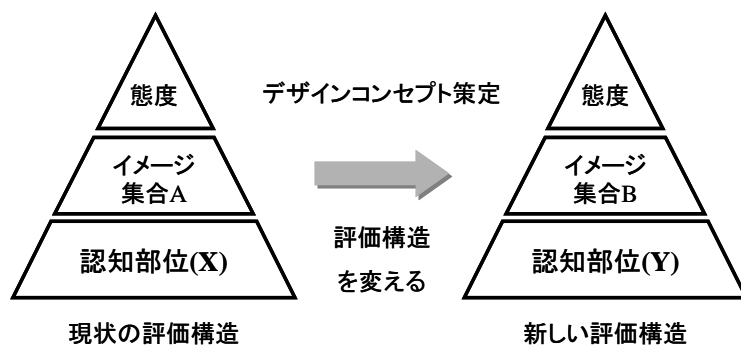 態度
イメージ
集合A
認知部位(X)
現状の評価構造
デザインコンセプト策定
評価構造
を変える
態度
イメージ
集合B
認知部位(Y)
新しい評価構造